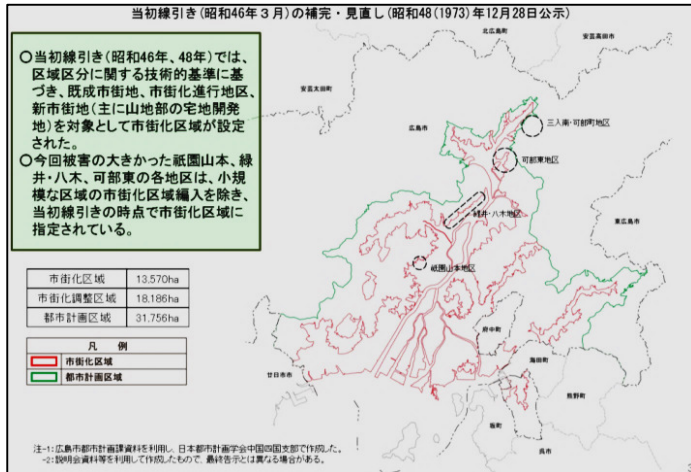 当初線引き(昭和46年3月)の補完・見直し(昭和48(1973)年12月28日公示)
○当初線引き(昭和46年、48年)では、
区域区分に関する技術的基準に基
づき、既成市街地、市街化進行地区、
新市街地(主に山地部の宅地開発
地)を対象として市街化区域が設定
された。
○今回被害の大きかった祇園山本、緑
井・八木、可部東の各地区は、小規
模な区域の市街化区域編入を除き、
当初線引きの時点で市街化区域に
指定されている。
北広島町
安芸高田市
安芸太田町
広島市
三入南・可部町地区
可部東地区
東広島市
緑井・八木地区
祇園山本地区
府中町
海田町
廿日市市
熊野町
坂町
呉市
市街化区域 13,570ha
市街化調整区域 18,186ha
都市計画区域 31,756ha
凡 例
市街化区域
都市計画区域
注-1:広島市都市計画課資料を利用し、日本都市計画学会中国四国支部で作成した。
-2:説明会資料等を利用して作成したもので、最終告示とは異なる場合がある。